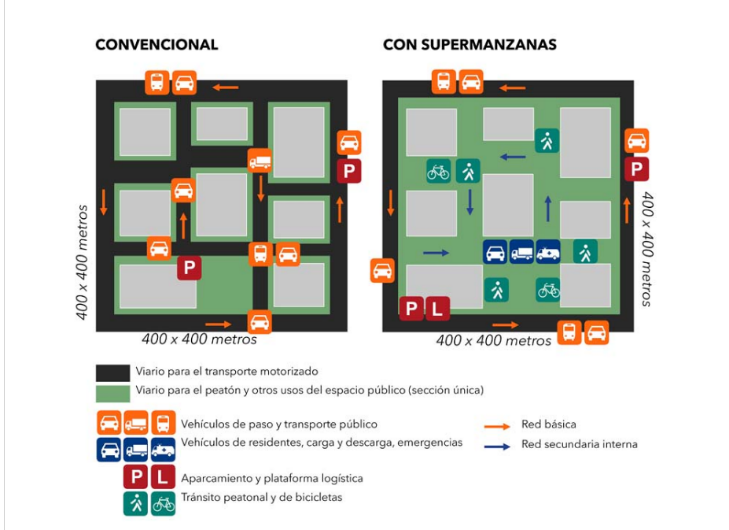 CONVENCIONAL
CON SUPERMANZANAS
P
P
P
P L
400 x 400 metros
400 x 400 metros
400 x 400 metros
400 x 400 metros
Viario para el transporte motorizado
Viario para el peatón y otros usos del espacio público (sección única)
Vehículos de paso y transporte público
Red básica
Vehículos de residentes, carga y descarga, emergencias
Red secundaria interna
P L
Aparcamiento y plataforma logística
Tránsito peatonal y de bicicletas